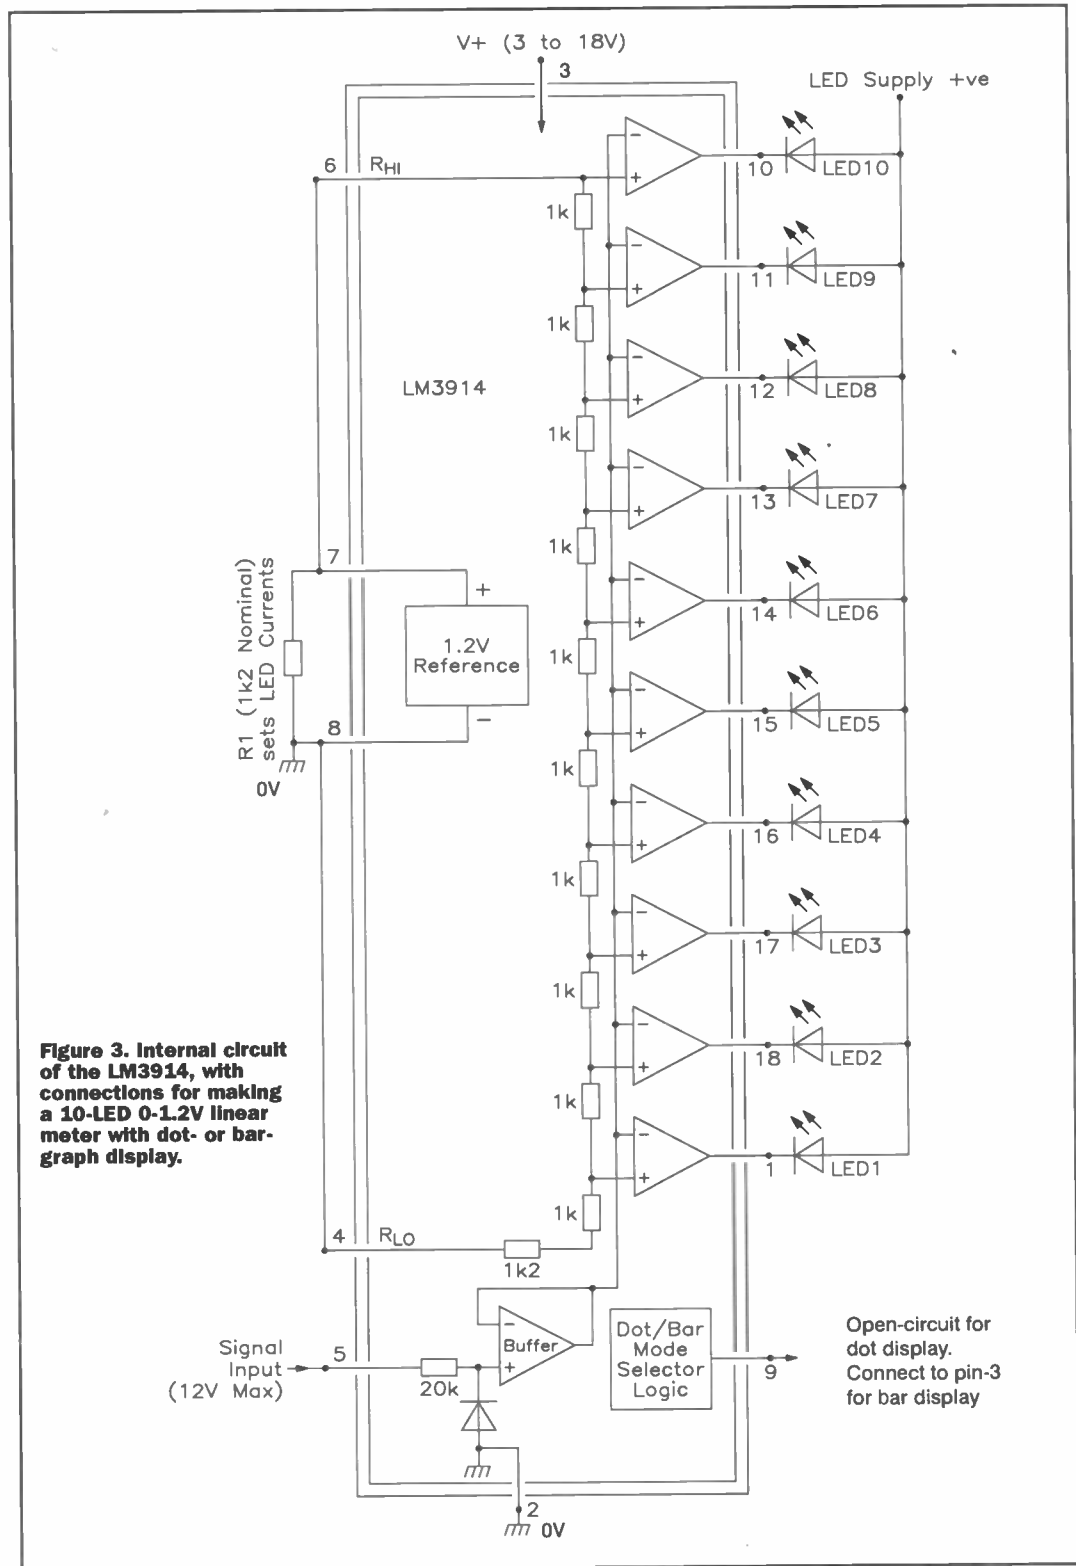 V+ (3 to 18V)
3
LED Supply +ve
6
RHI
1k
−
+
10
LED10
1k
−
+
11
LED9
LM3914
1k
−
+
12
LED8
1k
−
+
13
LED7
1k
−
+
14
LED6
R1 (1k2 Nominal)
sets LED Currents
7
+
1.2V
Reference
−
8
0V
1k
−
+
15
LED5
1k
−
+
16
LED4
1k
−
+
17
LED3
1k
−
+
18
LED2
1k
−
+
1
LED1
Figure 3. Internal circuit
of the LM3914, with
connections for making
a 10-LED 0-1.2V linear
meter with dot- or bar-
graph display.
4
RLO
1k2
Signal
Input
(12V Max)
5
20k
−
+
Buffer
Dot/Bar
Mode
Selector
Logic
9
Open-circuit for
dot display.
Connect to pin-3
for bar display
2
0V